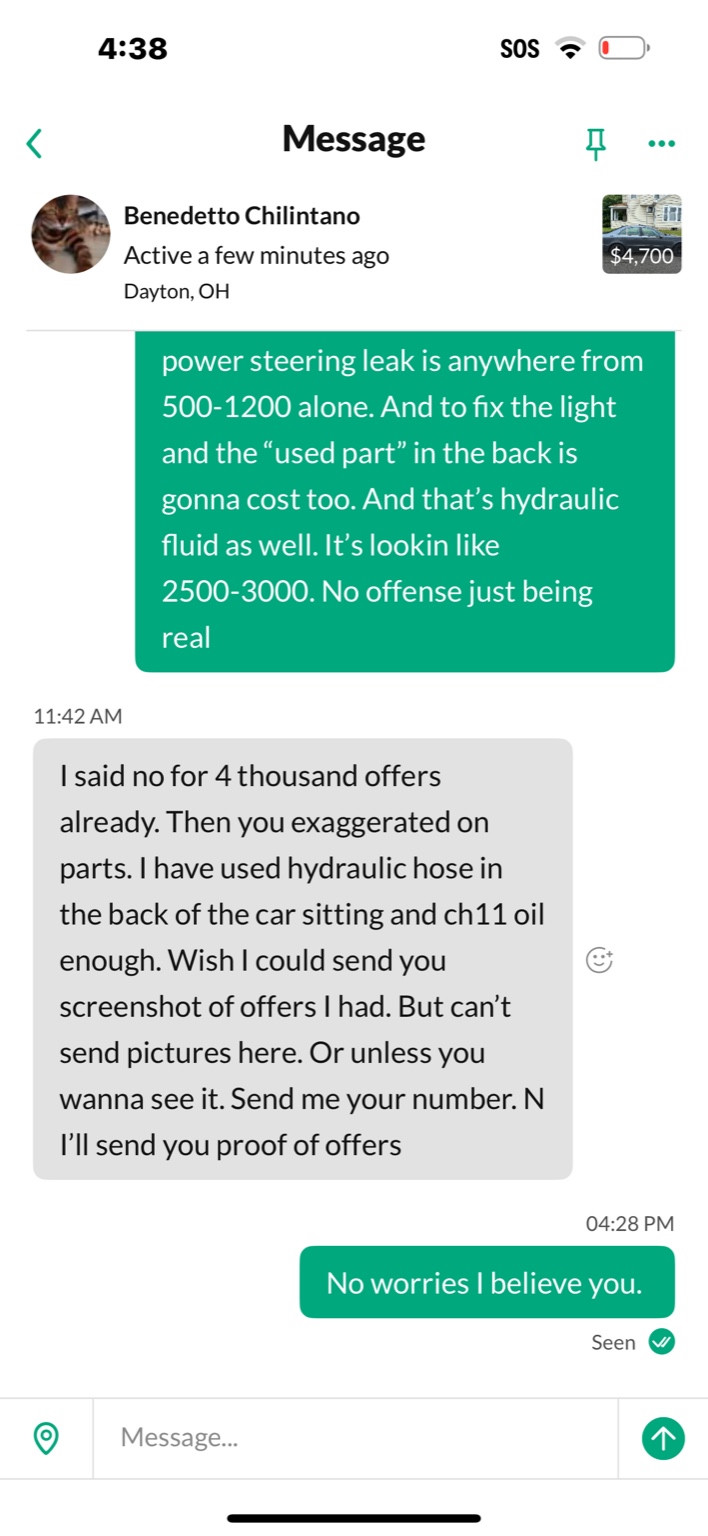 4:38
SOS
Message
Benedetto Chilintano
Active a few minutes ago
Dayton, OH
$4,700
power steering leak is anywhere from
500-1200 alone. And to fix the light
and the “used part” in the back is
gonna cost too. And that’s hydraulic
fluid as well. It’s lookin like
2500-3000. No offense just being
real
11:42 AM
I said no for 4 thousand offers
already. Then you exaggerated on
parts. I have used hydraulic hose in
the back of the car sitting and ch11 oil
enough. Wish I could send you
screenshot of offers I had. But can’t
send pictures here. Or unless you
wanna see it. Send me your number. N
I’ll send you proof of offers
04:28 PM
No worries I believe you.
Seen
Message...